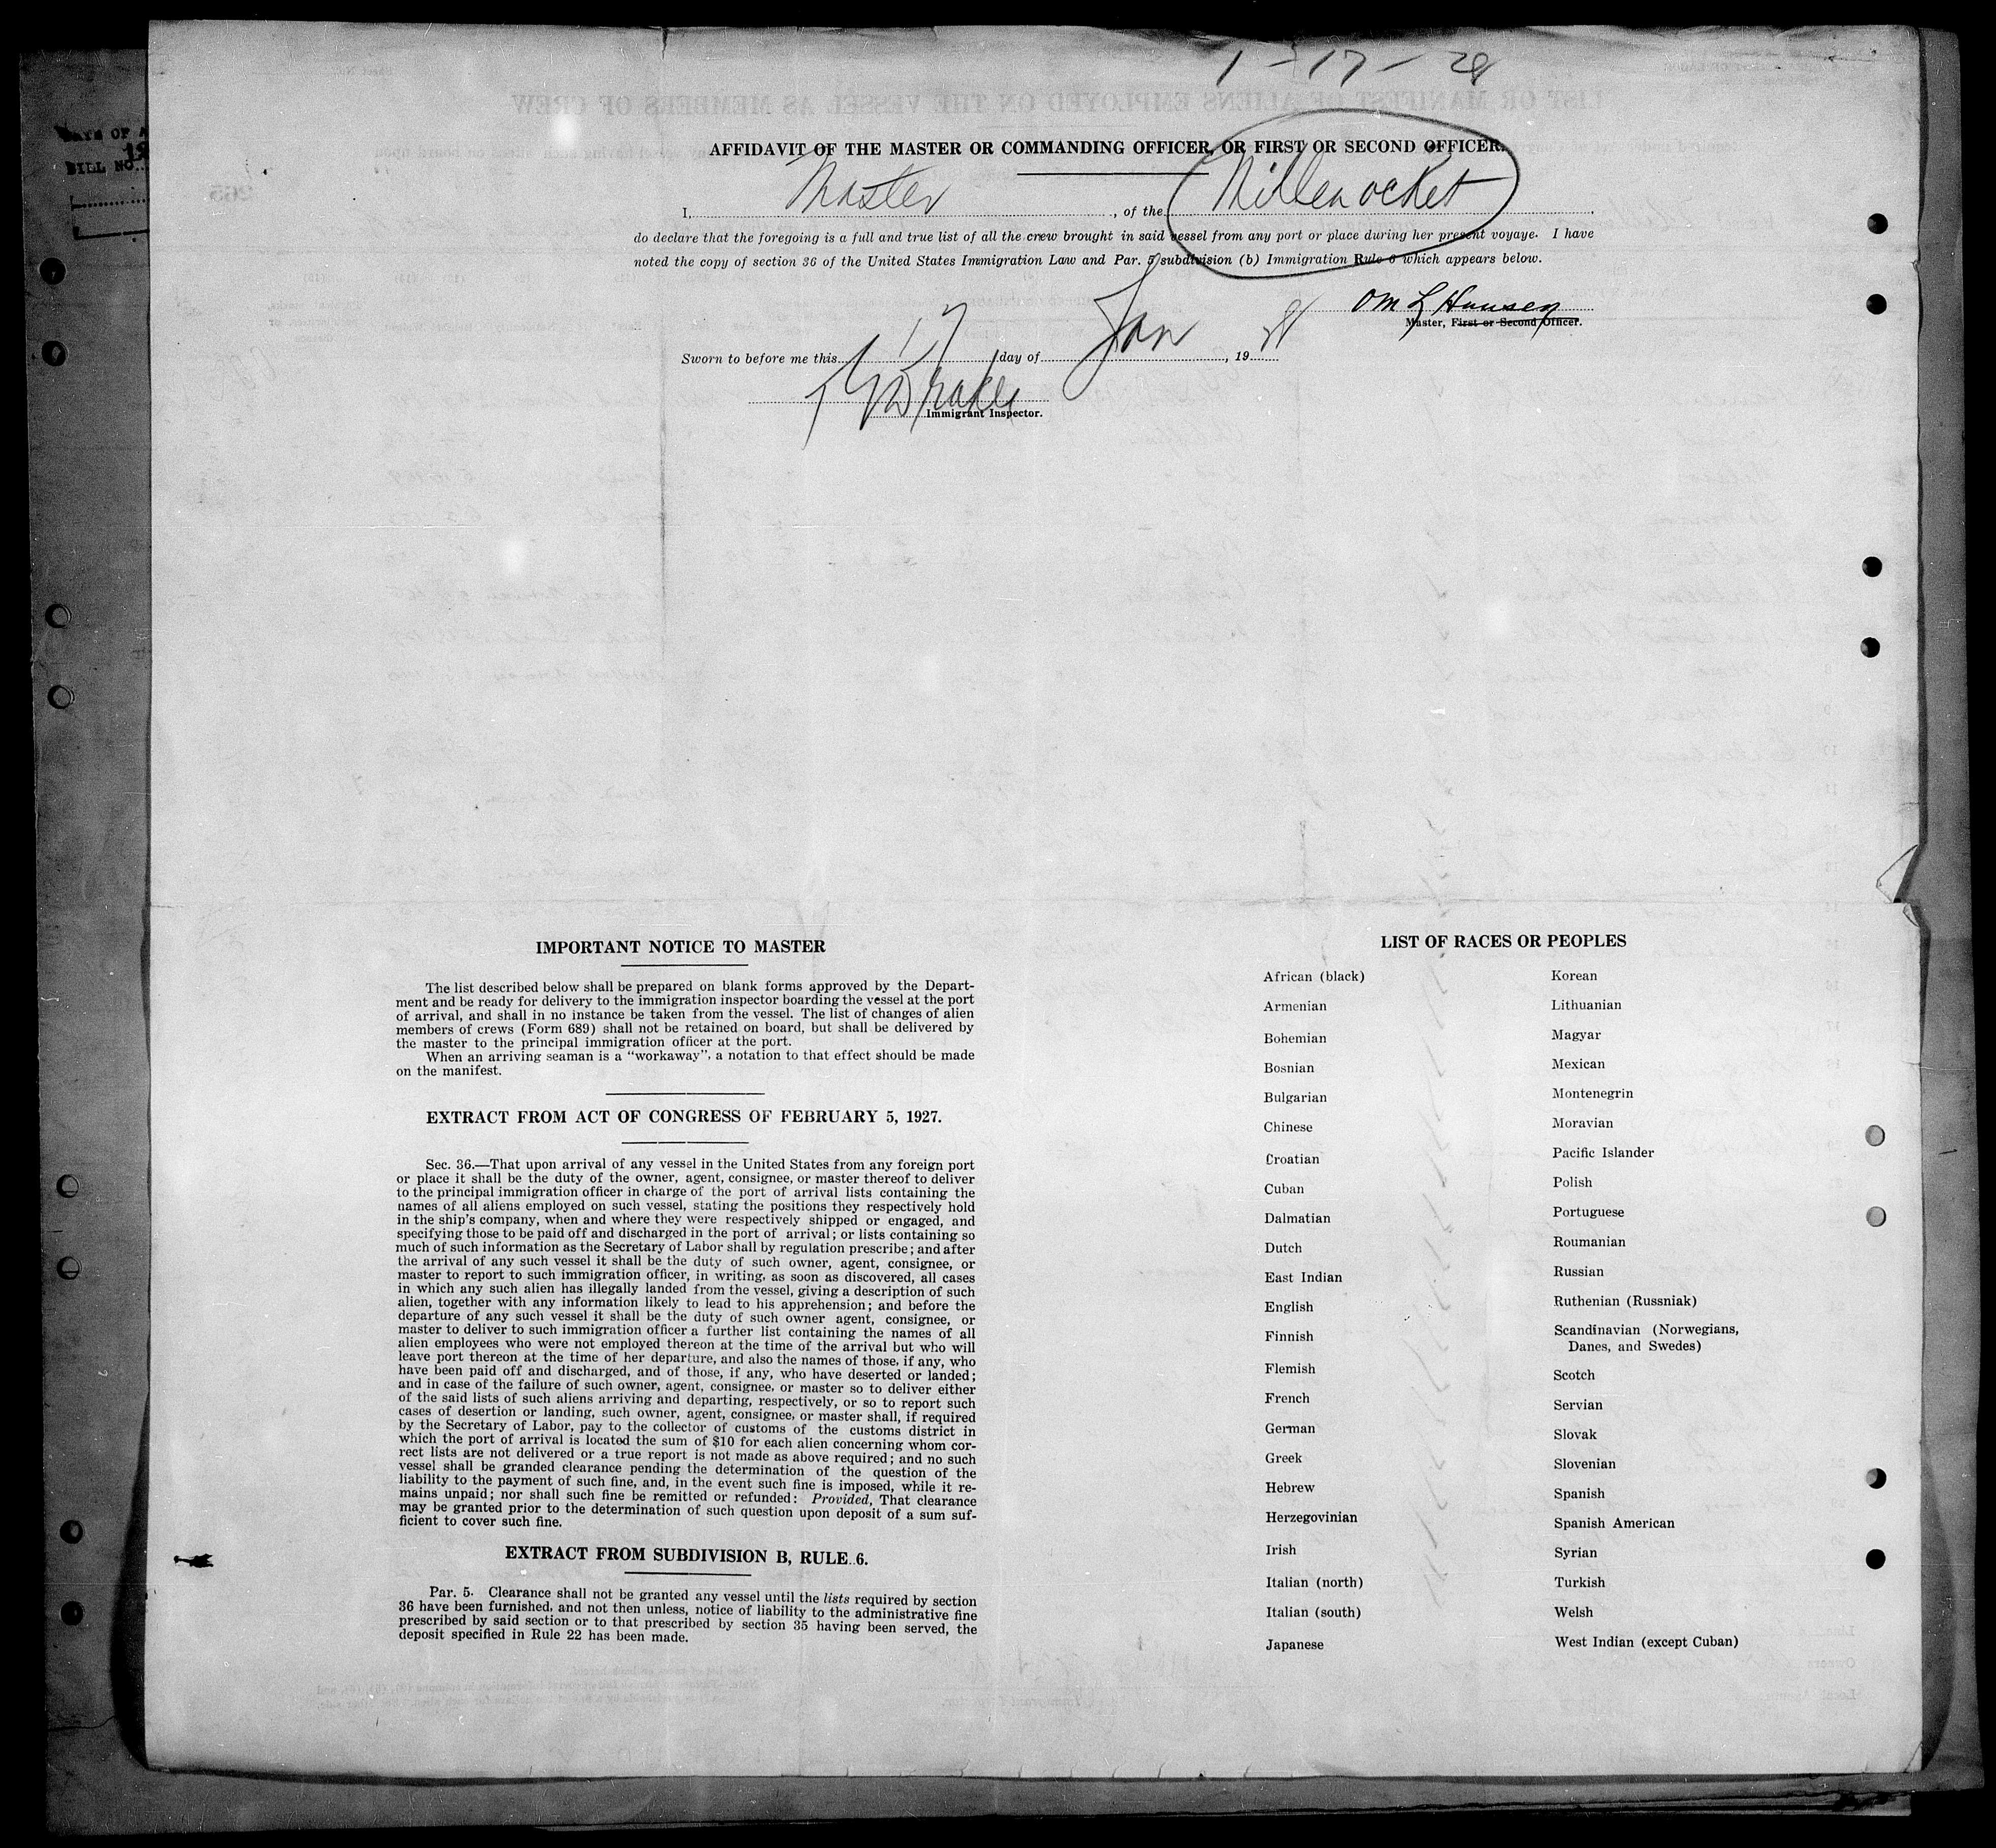 1-17-28
AFFIDAVIT OF THE MASTER OR COMMANDING OFFICER, OR FIRST OR SECOND OFFICER.
I, Master, of the Millenocket,
do declare that the foregoing is a full and true list of all the crew brought in said vessel from any port or place during her present voyaye. I have
noted the copy of section 36 of the United States Immigration Law and Par. 5 subdivision (b) Immigration Rule 6 which appears below.
Hansen
Master, First or Second Officer.
Sworn to before me this 17 day of Jan, 1928
Drake
Immigrant Inspector.
DATE OF
BILL NO.
IMPORTANT NOTICE TO MASTER
The list described below shall be prepared on blank forms approved by the Depart-
ment and be ready for delivery to the immigration inspector boarding the vessel at the port
of arrival, and shall in no instance be taken from the vessel. The list of changes of alien
members of crews (Form 689) shall not be retained on board, but shall be delivered by
the master to the principal immigration officer at the port.
When an arriving seaman is a "workaway", a notation to that effect should be made
on the manifest.
EXTRACT FROM ACT OF CONGRESS OF FEBRUARY 5, 1927.
Sec. 36.—That upon arrival of any vessel in the United States from any foreign port
or place it shall be the duty of the owner, agent, consignee, or master thereof to deliver
to the principal immigration officer in charge of the port of arrival lists containing the
names of all aliens employed on such vessel, stating the positions they respectively hold
in the ship's company, when and where they were respectively shipped or engaged, and
specifying those to be paid off and discharged in the port of arrival; or lists containing so
much of such information as the Secretary of Labor shall by regulation prescribe; and after
the arrival of any such vessel it shall be the duty of such owner, agent, consignee, or
master to report to such immigration officer, in writing, as soon as discovered, all cases
in which any such alien has illegally landed from the vessel, giving a description of such
alien, together with any information likely to lead to his apprehension; and before the
departure of any such vessel it shall be the duty of such owner agent, consignee, or
master to deliver to such immigration officer a further list containing the names of all
alien employees who were not employed thereon at the time of the arrival but who will
leave port thereon at the time of her departure, and also the names of those, if any, who
have been paid off and discharged, and of those, if any, who have deserted or landed;
and in case of the failure of such owner, agent, consignee, or master so to deliver either
of the said lists of such aliens arriving and departing, respectively, or so to report such
cases of desertion or landing, such owner, agent, consignee, or master shall, if required
by the Secretary of Labor, pay to the collector of customs of the customs district in
which the port of arrival is located the sum of $10 for each alien concerning whom cor-
rect lists are not delivered or a true report is not made as above required; and no such
vessel shall be granded clearance pending the determination of the question of the
liability to the payment of such fine, and, in the event such fine is imposed, while it re-
mains unpaid; nor shall such fine be remitted or refunded: Provided, That clearance
may be granted prior to the determination of such question upon deposit of a sum suf-
ficient to cover such fine.
EXTRACT FROM SUBDIVISION B, RULE 6.
Par. 5. Clearance shall not be granted any vessel until the lists required by section
36 have been furnished, and not then unless, notice of liability to the administrative fine
prescribed by said section or to that prescribed by section 35 having been served, the
deposit specified in Rule 22 has been made.
LIST OF RACES OR PEOPLES
African (black)
Armenian
Bohemian
Bosnian
Bulgarian
Chinese
Croatian
Cuban
Dalmatian
Dutch
East Indian
English
Finnish
Flemish
French
German
Greek
Hebrew
Herzegovinian
Irish
Italian (north)
Italian (south)
Japanese
Korean
Lithuanian
Magyar
Mexican
Montenegrin
Moravian
Pacific Islander
Polish
Portuguese
Roumanian
Russian
Ruthenian (Russniak)
Scandinavian (Norwegians,
Danes, and Swedes)
Scotch
Servian
Slovak
Slovenian
Spanish
Spanish American
Syrian
Turkish
Welsh
West Indian (except Cuban)